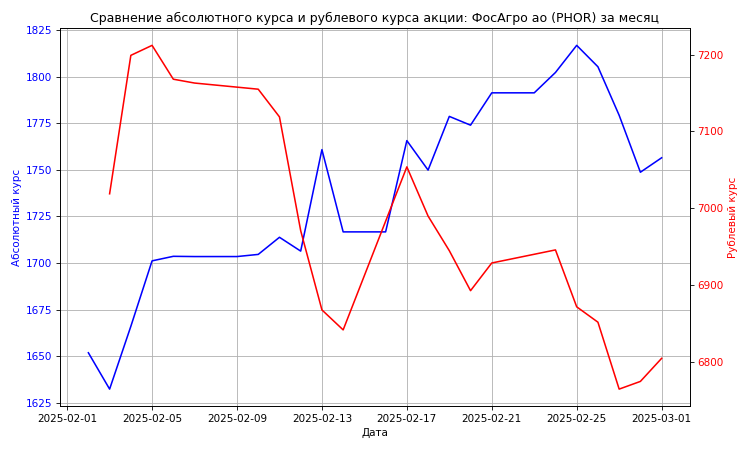 Сравнение абсолютного курса и рублевого курса акции: ФосАгро ао (PHOR) за месяц
1825
1800
1775
1750
1725
1700
1675
1650
1625
Абсолютный курс
7200
7100
7000
6900
6800
Рублевый курс
2025-02-01 2025-02-05 2025-02-09 2025-02-13 2025-02-17 2025-02-21 2025-02-25 2025-03-01
Дата